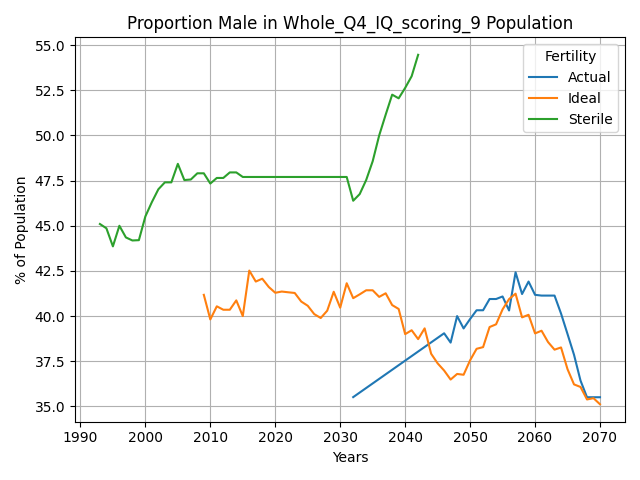 Proportion Male in Whole_Q4_IQ_scoring_9 Population
% of Population
55.0
52.5
50.0
47.5
45.0
42.5
40.0
37.5
35.0
Fertility
Actual
Ideal
Sterile
1990
2000
2010
2020
2030
2040
2050
2060
2070
Years